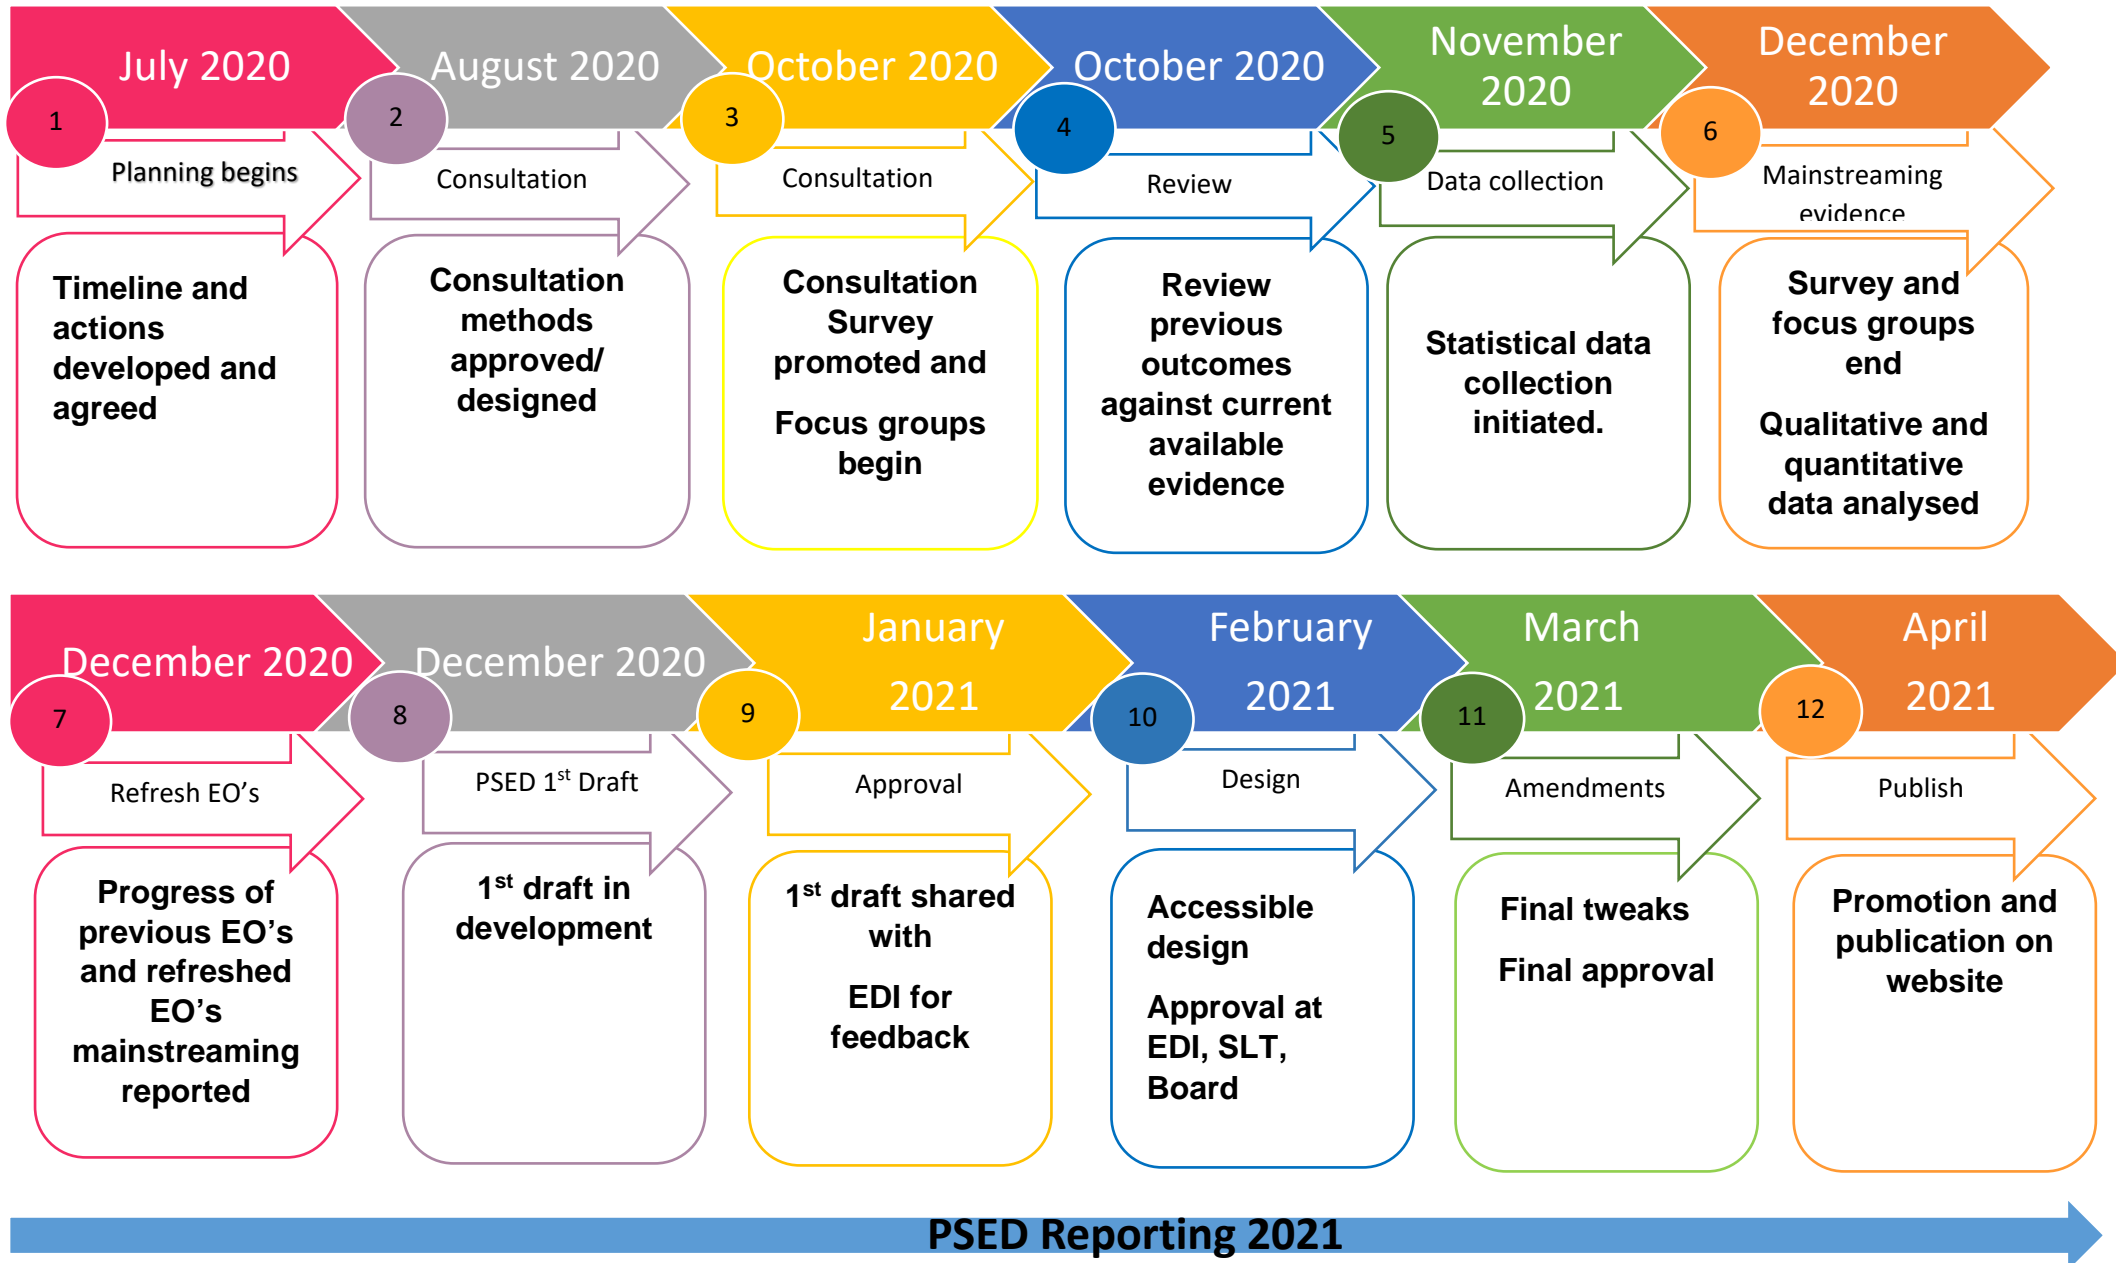 July 2020
August 2020
October 2020
October 2020
November
2020
December
2020
1
2
3
4
5
6
Planning begins
Consultation
Consultation
Review
Data collection
Mainstreaming
evidence
Timeline and
actions
developed and
agreed
Consultation
methods
approved/
designed
Consultation
Survey
promoted and
Focus groups
begin
Review
previous
outcomes
against current
available
evidence
Statistical data
collection
initiated.
Survey and
focus groups
end
Qualitative and
quantitative
data analysed
December 2020
December 2020
January
2021
February
2021
March
2021
April
2021
7
8
9
10
11
12
Refresh EO’s
PSED 1st Draft
Approval
Design
Amendments
Publish
Progress of
previous EO’s
and refreshed
EO’s
mainstreaming
reported
1st draft in
development
1st draft shared
with
EDI for
feedback
Accessible
design
Approval at
EDI, SLT,
Board
Final tweaks
Final approval
Promotion and
publication on
website
PSED Reporting 2021